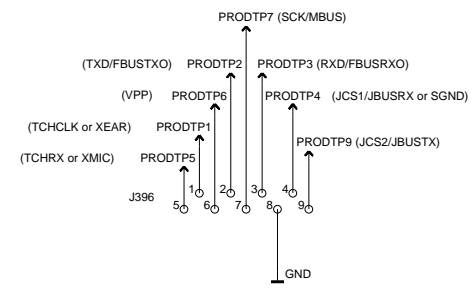 PRODTP7 (SCK/MBUS)
(TXD/FBUSTXO) PRODTP2 PRODTP3 (RXD/FBUSRXO)
(VPP) PRODTP6 PRODTP4 (JCS1/JBUSRX or SGND)
(TCHCLK or XEAR) PRODTP1
PRODTP9 (JCS2/JBUSTX)
(TCHRX or XMIC) PRODTP5
J396 1 2 3 4
5 6 7 8 9
GND